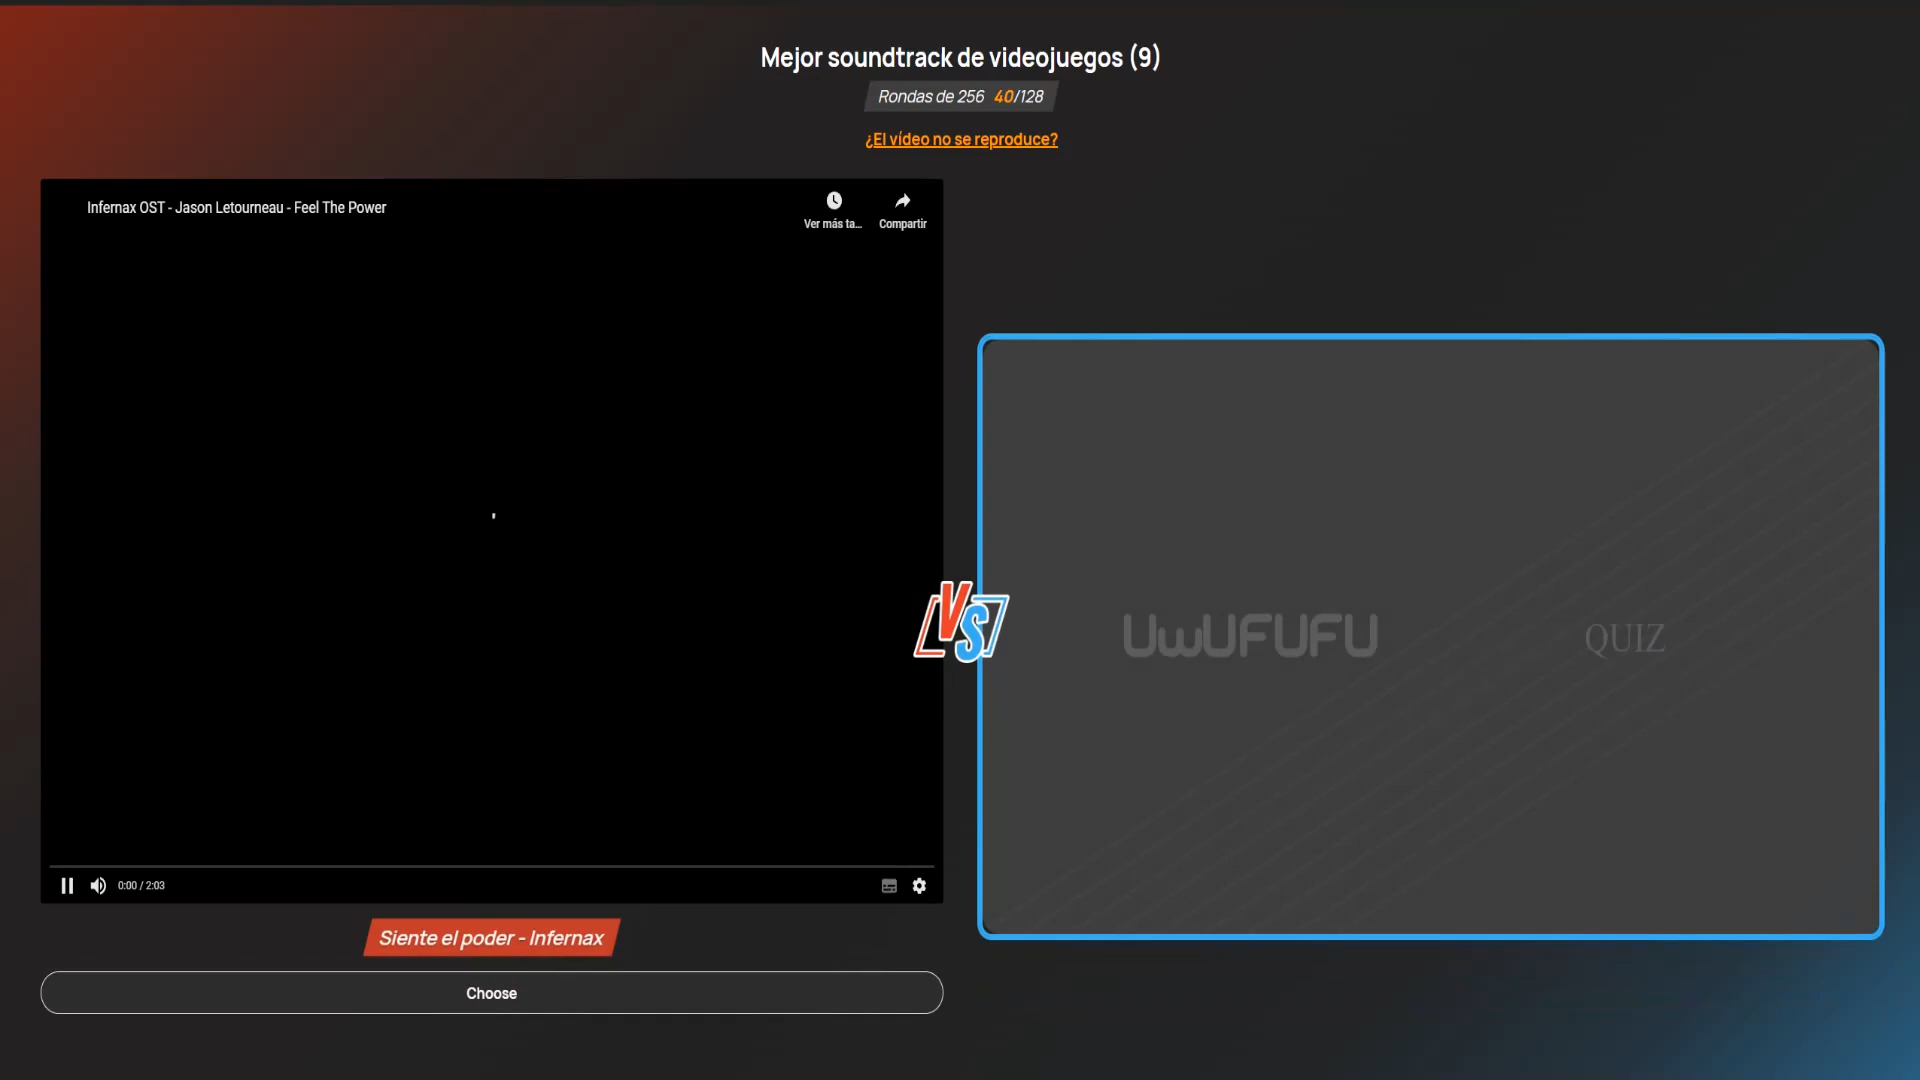 Mejor soundtrack de videojuegos (9)
Rondas de 256 40/128
¿El vídeo no se reproduce?
Infernax OST - Jason Letourneau - Feel The Power
Ver más ta...
Compartir
VS
UwUFUFU
QUIZ
0:00 / 2:03
Siente el poder - Infernax
Choose